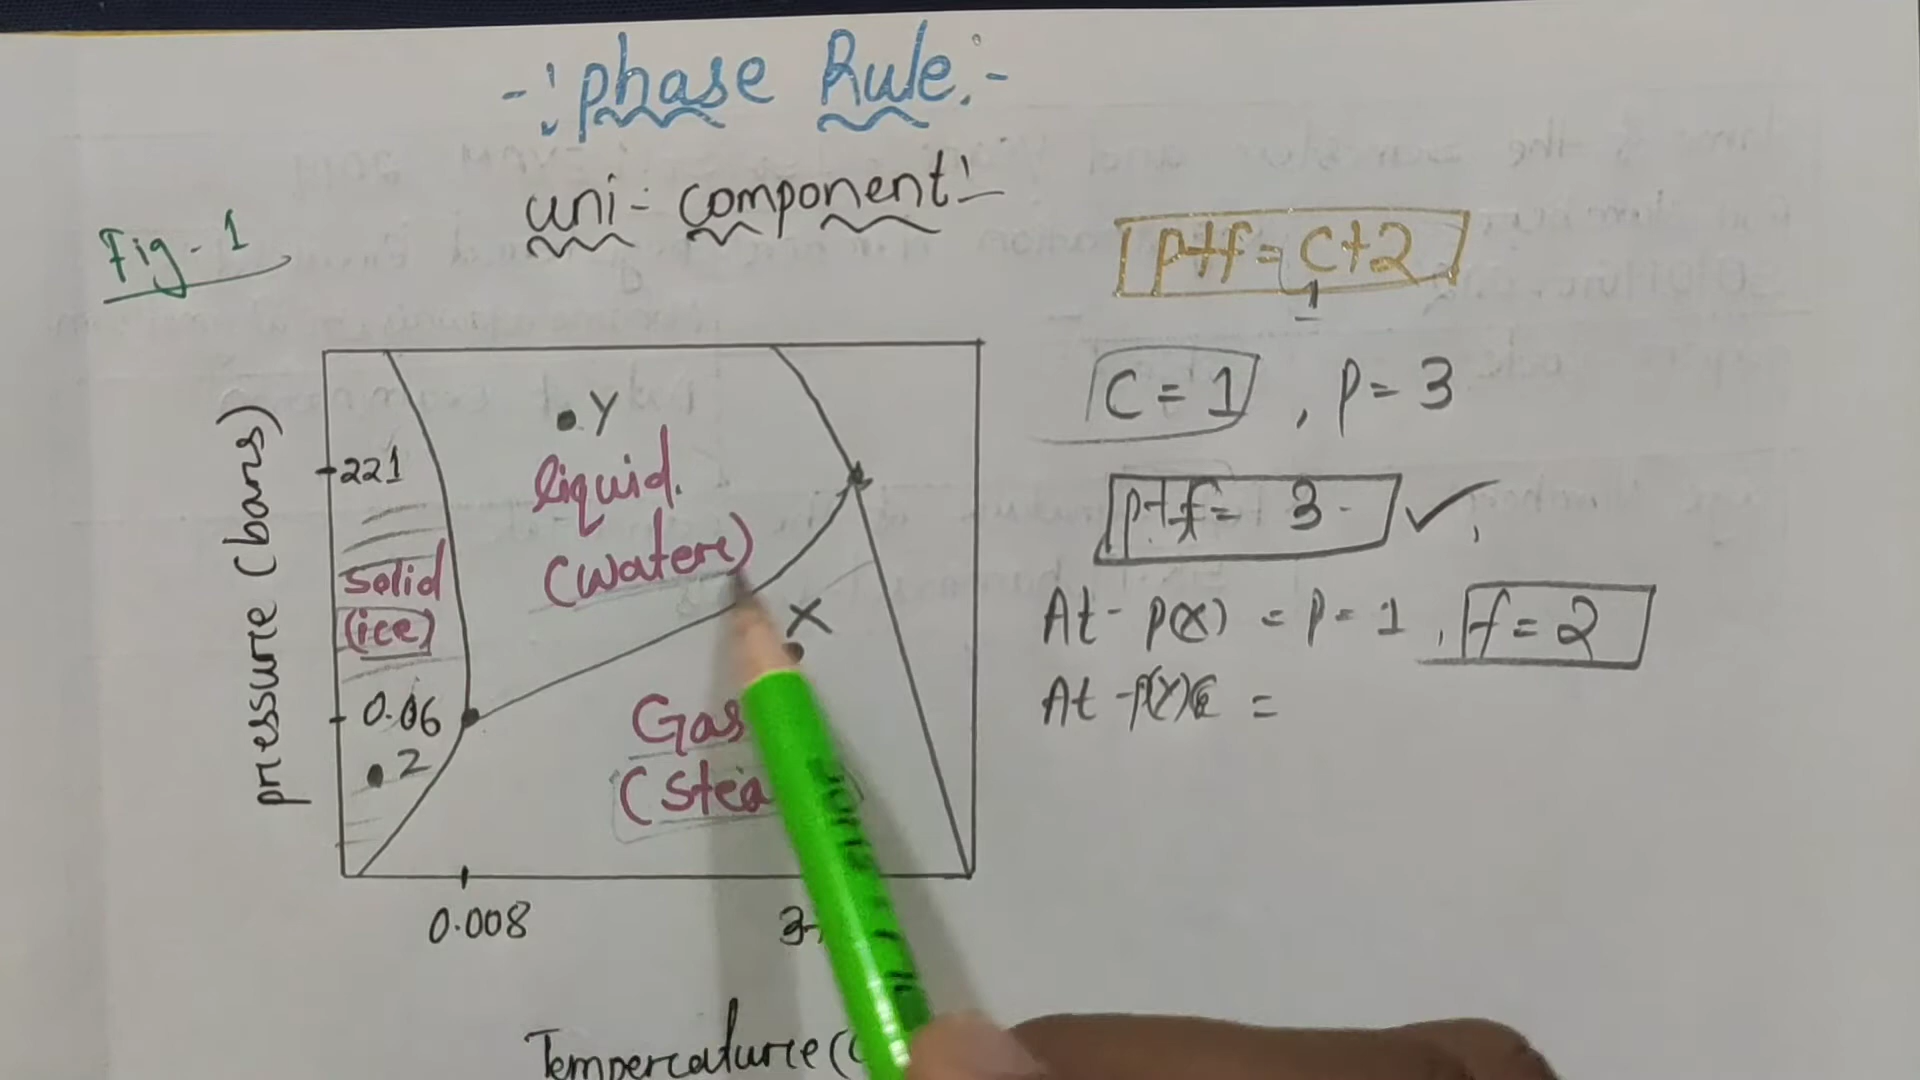 -: phase Rule :-
uni - component :-
Fig - 1
p+f = c+2
1
C = 1 , p = 3
p+f = 3
At - p(x) = p = 1 , f = 2
At - p(Y) =
pressure (bars)
221
0.06
Y
liquid.
(water)
solid
(ice)
X
Gas
Z
0.008
Temperature (